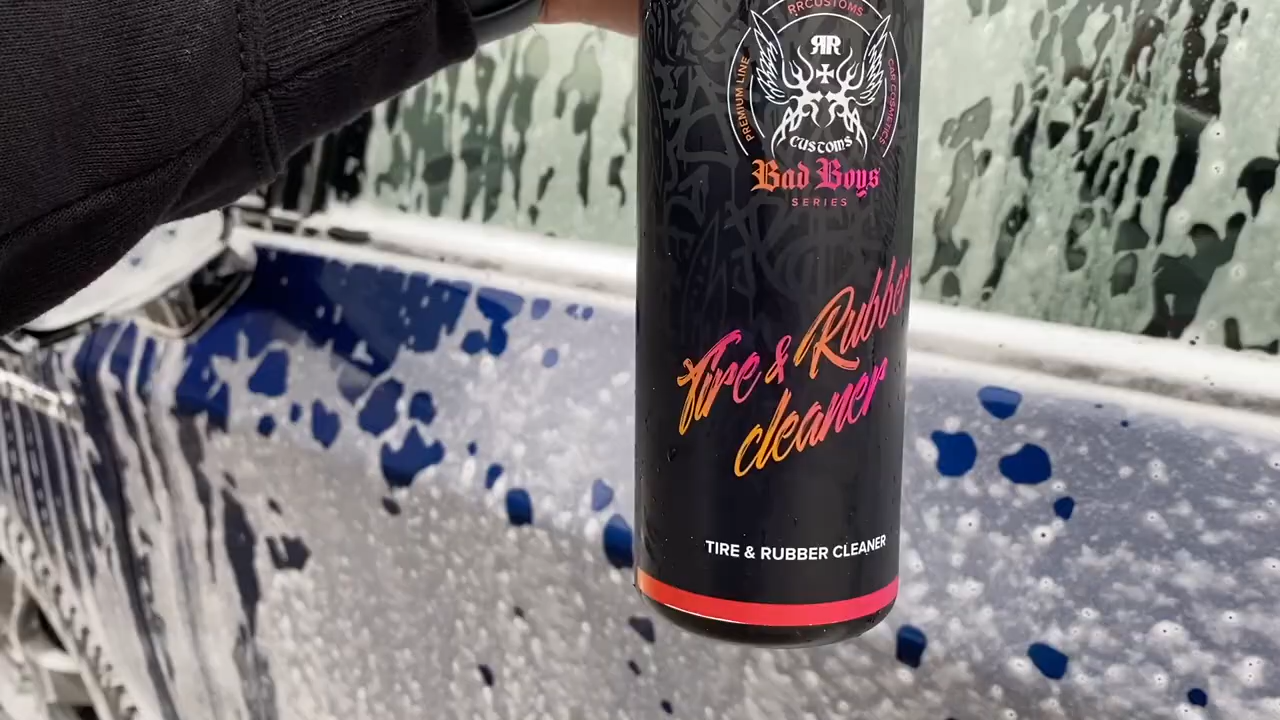 RRCUSTOMS
PREMIUM LINE
CAR COSMETICS
RR
CUSTOMS
Bad Boys
SERIES
Tire & Rubber
cleaner
TIRE & RUBBER CLEANER